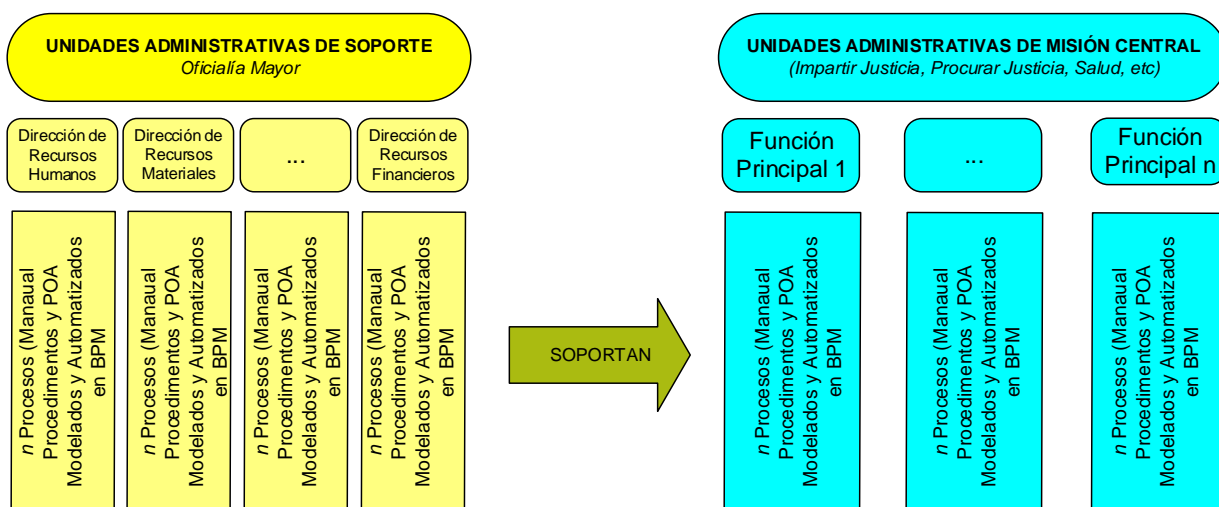 UNIDADES ADMINISTRATIVAS DE SOPORTE
Oficialía Mayor
UNIDADES ADMINISTRATIVAS DE MISIÓN CENTRAL
(Impartir Justicia, Procurar Justicia, Salud, etc)
Dirección de
Recursos
Humanos
Dirección de
Recursos
Materiales
...
Dirección de
Recursos
Financieros
Función
Principal 1
...
Función
Principal n
n Procesos (Manaual
Procedimentos y POA
Modelados y Automatizados
en BPM
n Procesos (Manaual
Procedimentos y POA
Modelados y Automatizados
en BPM
n Procesos (Manaual
Procedimentos y POA
Modelados y Automatizados
en BPM
n Procesos (Manaual
Procedimentos y POA
Modelados y Automatizados
en BPM
SOPORTAN
n Procesos (Manaual
Procedimentos y POA
Modelados y Automatizados
en BPM
n Procesos (Manaual
Procedimentos y POA
Modelados y Automatizados
en BPM
n Procesos (Manaual
Procedimentos y POA
Modelados y Automatizados
en BPM